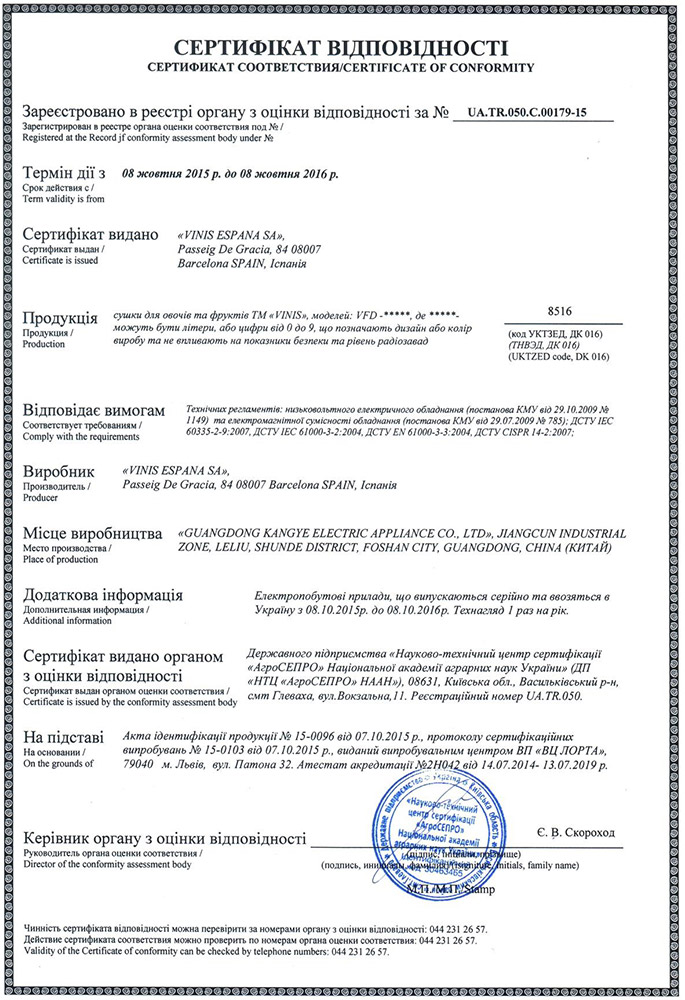 СЕРТИФІКАТ ВІДПОВІДНОСТІ
СЕРТИФИКАТ СООТВЕТСТВИЯ/CERTIFICATE OF CONFORMITY
Зареєстровано в реєстрі органу з оцінки відповідності за № UA.TR.050.C.00179-15
Зарегистрирован в реестре органа оценки соответствия под № /
Registered at the Record jf conformity assessment body under №
Термін дії з 08 жовтня 2015 р. до 08 жовтня 2016 р.
Срок действия с /
Term validity is from
Сертифікат видано «VINIS ESPANA SA»,
Сертификат выдан / Passeig De Gracia, 84 08007
Certificate is issued Barcelona SPAIN, Іспанія
Продукція
Продукция /
Production
сушки для овочів та фруктів ТМ «VINIS», моделей: VFD -*****, де *****-
можуть бути літери, або цифри від 0 до 9, що позначають дизайн або колір
виробу та не впливають на показники безпеки та рівень радіозавад
8516
(код УКТЗЕД, ДК 016)
(ТНВЭД, ДК 016)
(UKTZED code, DK 016)
Відповідає вимогам
Соответствует требованиям /
Comply with the requirements
Технічних регламентів: низьковольтного електричного обладнання (постанова КМУ від 29.10.2009 №
1149) та електромагнітної сумісності обладнання (постанова КМУ від 29.07.2009 № 785); ДСТУ ІЕС
60335-2-9:2007, ДСТУ ІЕС 61000-3-2:2004, ДСТУ EN 61000-3-3:2004, ДСТУ CISPR 14-2:2007;
Виробник «VINIS ESPANA SA»,
Производитель / Passeig De Gracia, 84 08007 Barcelona SPAIN, Іспанія
Producer
Місце виробництва «GUANGDONG KANGYE ELECTRIC APPLIANCE CO., LTD», JIANGCUN INDUSTRIAL
Место производства / ZONE, LELIU, SHUNDE DISTRICT, FOSHAN CITY, GUANGDONG, CHINA (КИТАЙ)
Place of production
Додаткова інформація Електропобутові прилади, що випускаються серійно та ввозяться в
Дополнительная информация / Україну з 08.10.2015р. до 08.10.2016р. Технагляд 1 раз на рік.
Additional information
Сертифікат видано органом
з оцінки відповідності
Сертификат выдан органом оценки соответствия /
Certificate is issued by the conformity assessment body
Державного підприємства «Науково-технічний центр сертифікації
«АгроСЕПРО» Національної академії аграрних наук України» (ДП
«НТЦ «АгроСЕПРО» НААН»), 08631, Київська обл., Васильківський р-н,
смт Глеваха, вул.Вокзальна,11. Реєстраційний номер UA.TR.050.
На підставі
На основании /
On the grounds of
Акта ідентифікації продукції № 15-0096 від 07.10.2015 р., протоколу сертифікаційних
випробувань № 15-0103 від 07.10.2015 р., виданий випробувальним центром ВП «ВЦ ЛОРТА»,
79040 м. Львів, вул. Патона 32. Атестат акредитації №2Н042 від 14.07.2014- 13.07.2019 р.
«Науково-технічний
центр сертифікації
«АгроСЕПРО»
Національної академії
аграрних наук України»
30463465
Керівник органу з оцінки відповідності Є. В. Скороход
Руководитель органа оценки соответствия /
Director of the conformity assessment body
(підпис, ініціали, прізвище)
(подпись, инициалы, фамилия) /signature, initials, family name)
М.П./ М.П./Stamp
Чинність сертифіката відповідності можна перевірити за номерами органу з оцінки відповідності: 044 231 26 57.
Действие сертификата соответствия можно проверить по номерам органа оценки соответствия: 044 231 26 57.
Validity of the Certificate of conformity can be checked by telephone numbers: 044 231 26 57.